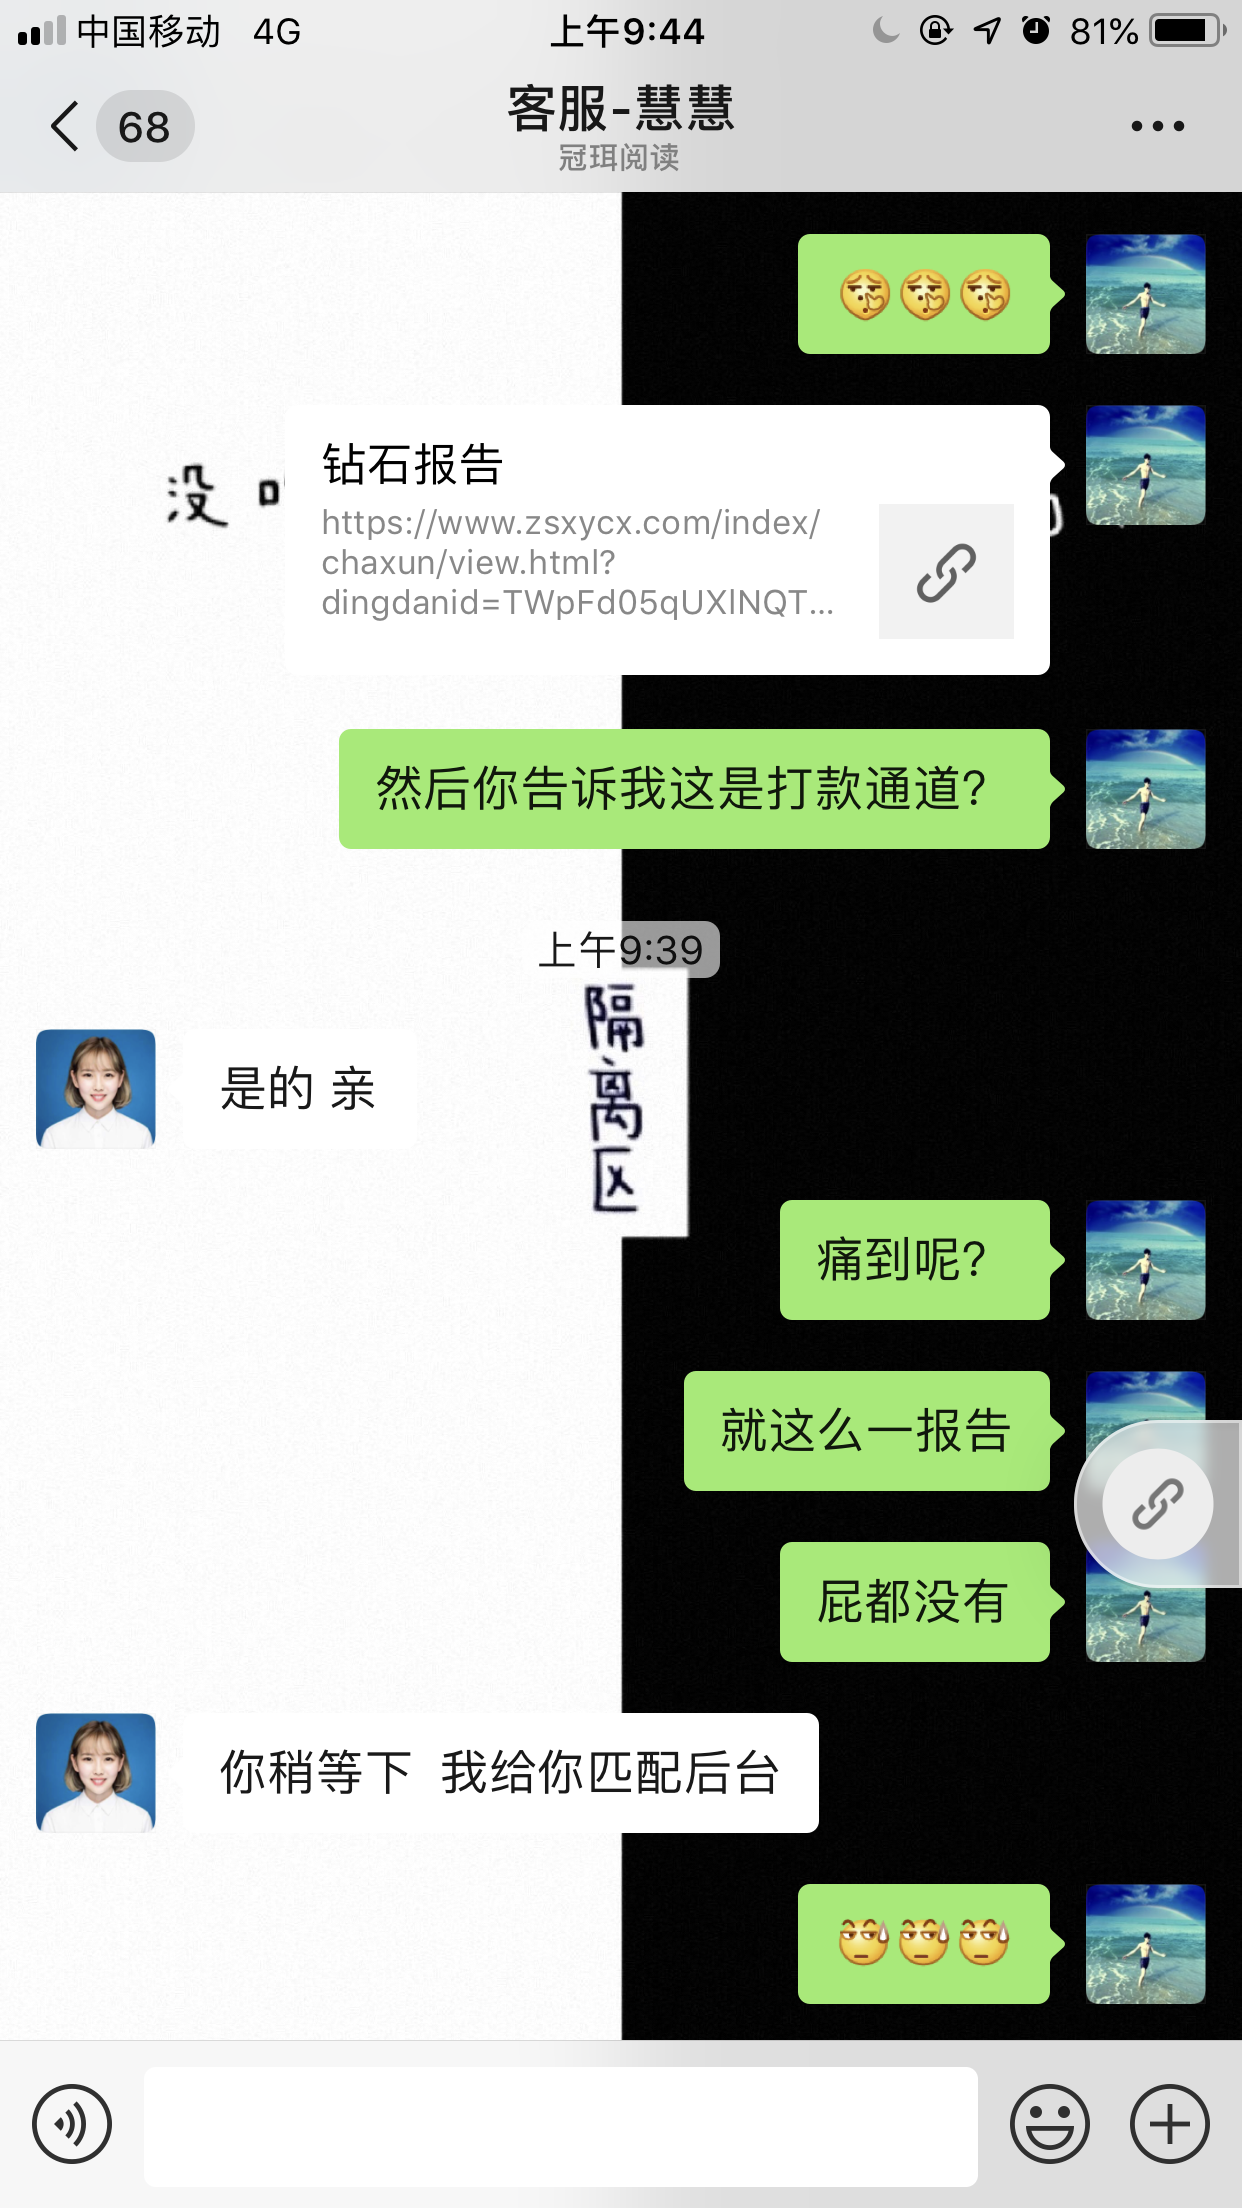 中国移动 4G 上午9:44 81%
68 客服-慧慧
冠珥阅读
钻石报告
没
https://www.zsxycx.com/index/
chaxun/view.html?
dingdanid=TWpFd05qUXlNQT...
然后你告诉我这是打款通道?
上午9:39
隔
离
区
是的 亲
痛到呢?
就这么一报告
屁都没有
你稍等下 我给你匹配后台